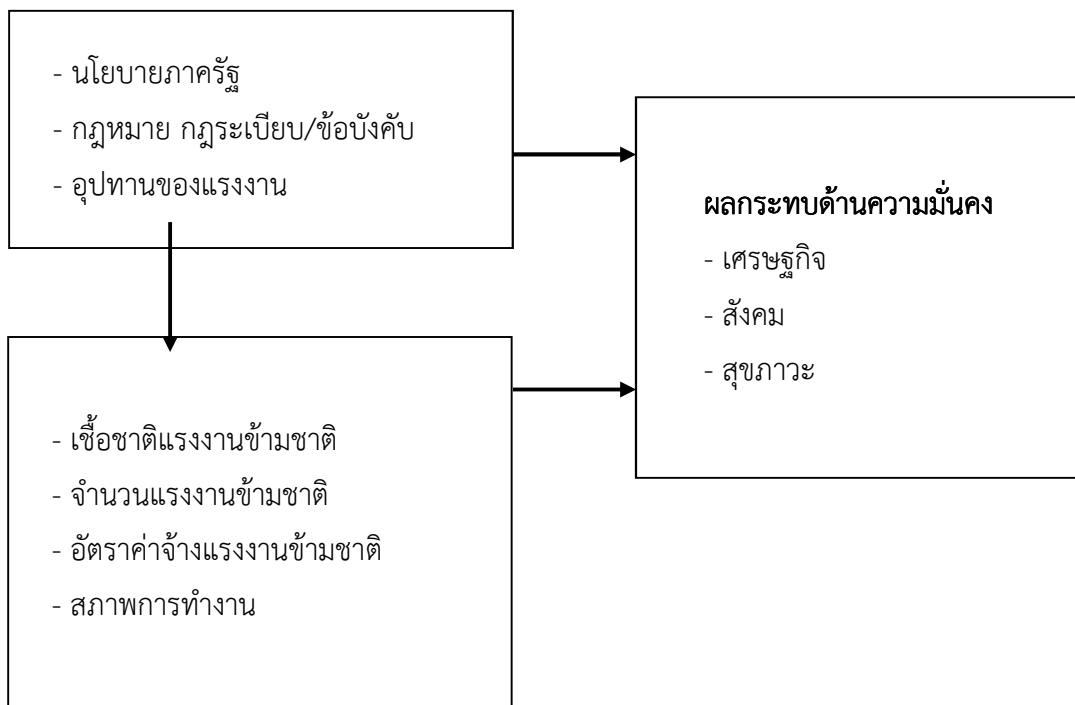 - นโยบายภาครัฐ
- กฎหมาย กฎระเบียบ/ข้อบังคับ
- อุปทานของแรงงาน
ผลกระทบด้านความมั่นคง
- เศรษฐกิจ
- สังคม
- สุขภาวะ
- เชื้อชาติแรงงานข้ามชาติ
- จำนวนแรงงานข้ามชาติ
- อัตราค่าจ้างแรงงานข้ามชาติ
- สภาพการทำงาน